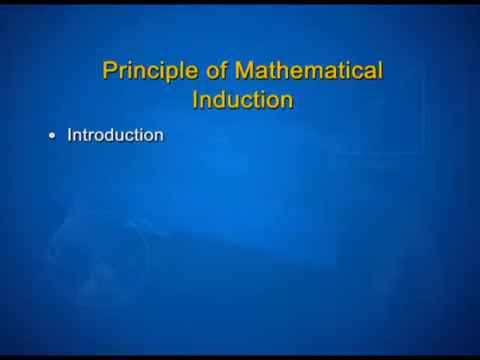 Principle of Mathematical
Induction
• Introduction